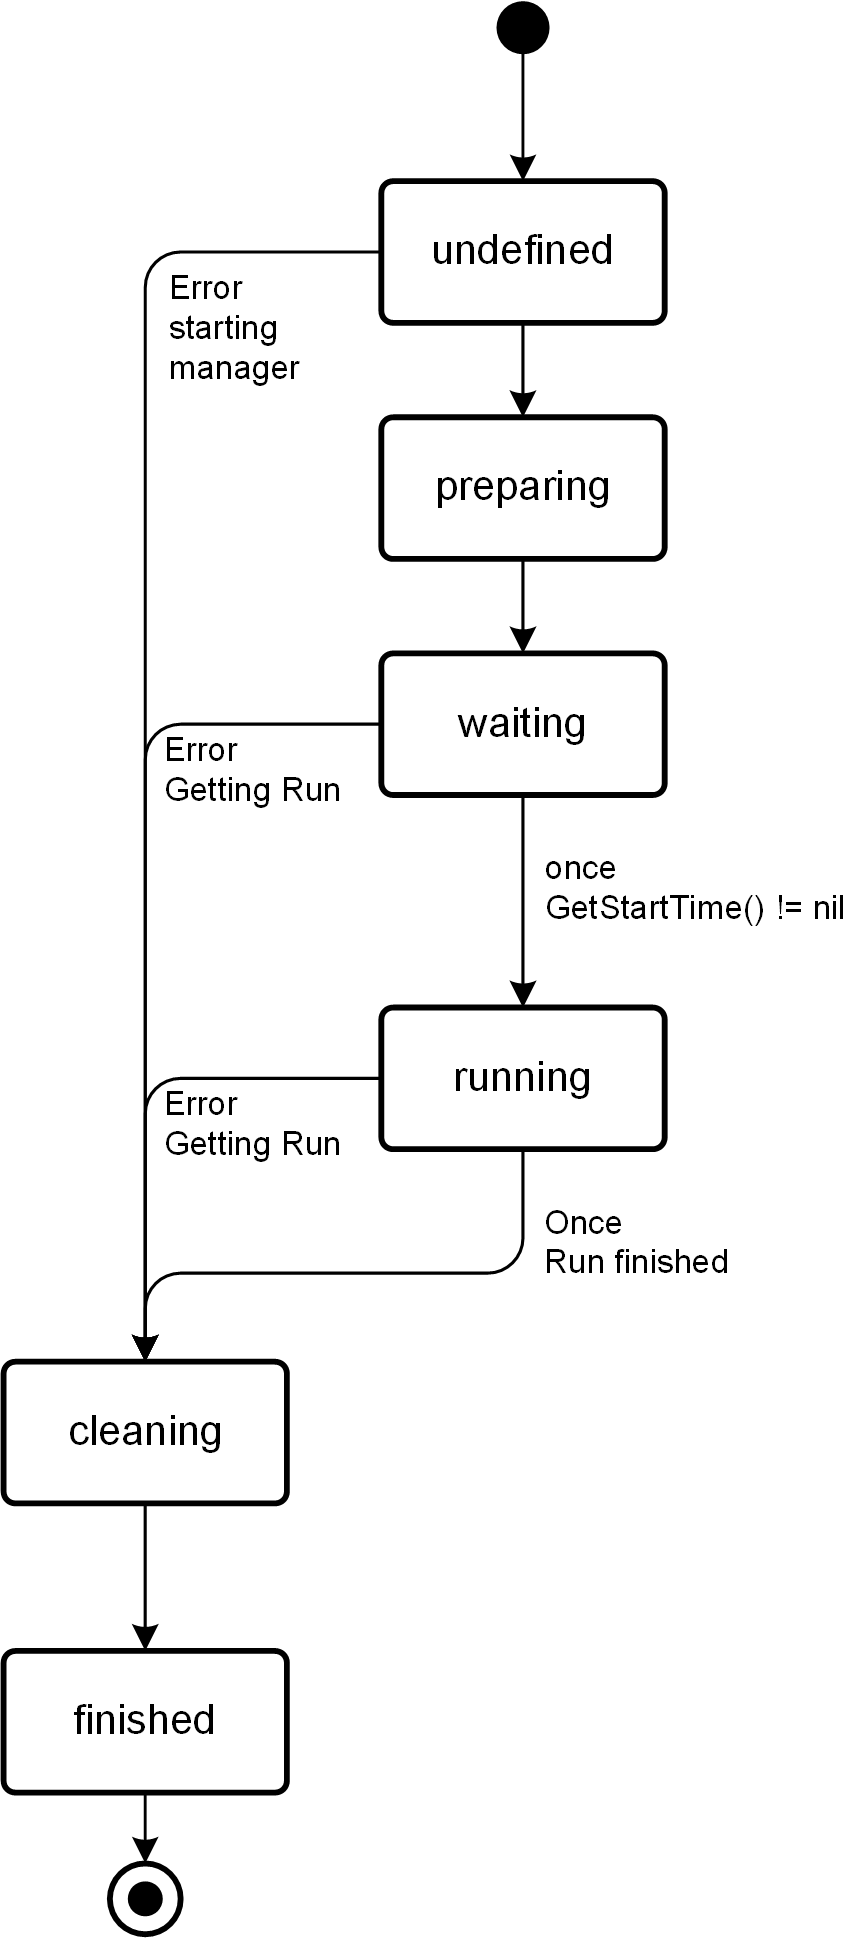 undefined
Error
starting
manager
preparing
waiting
Error
Getting Run
once
GetStartTime() != nil
running
Error
Getting Run
Once
Run finished
cleaning
finished